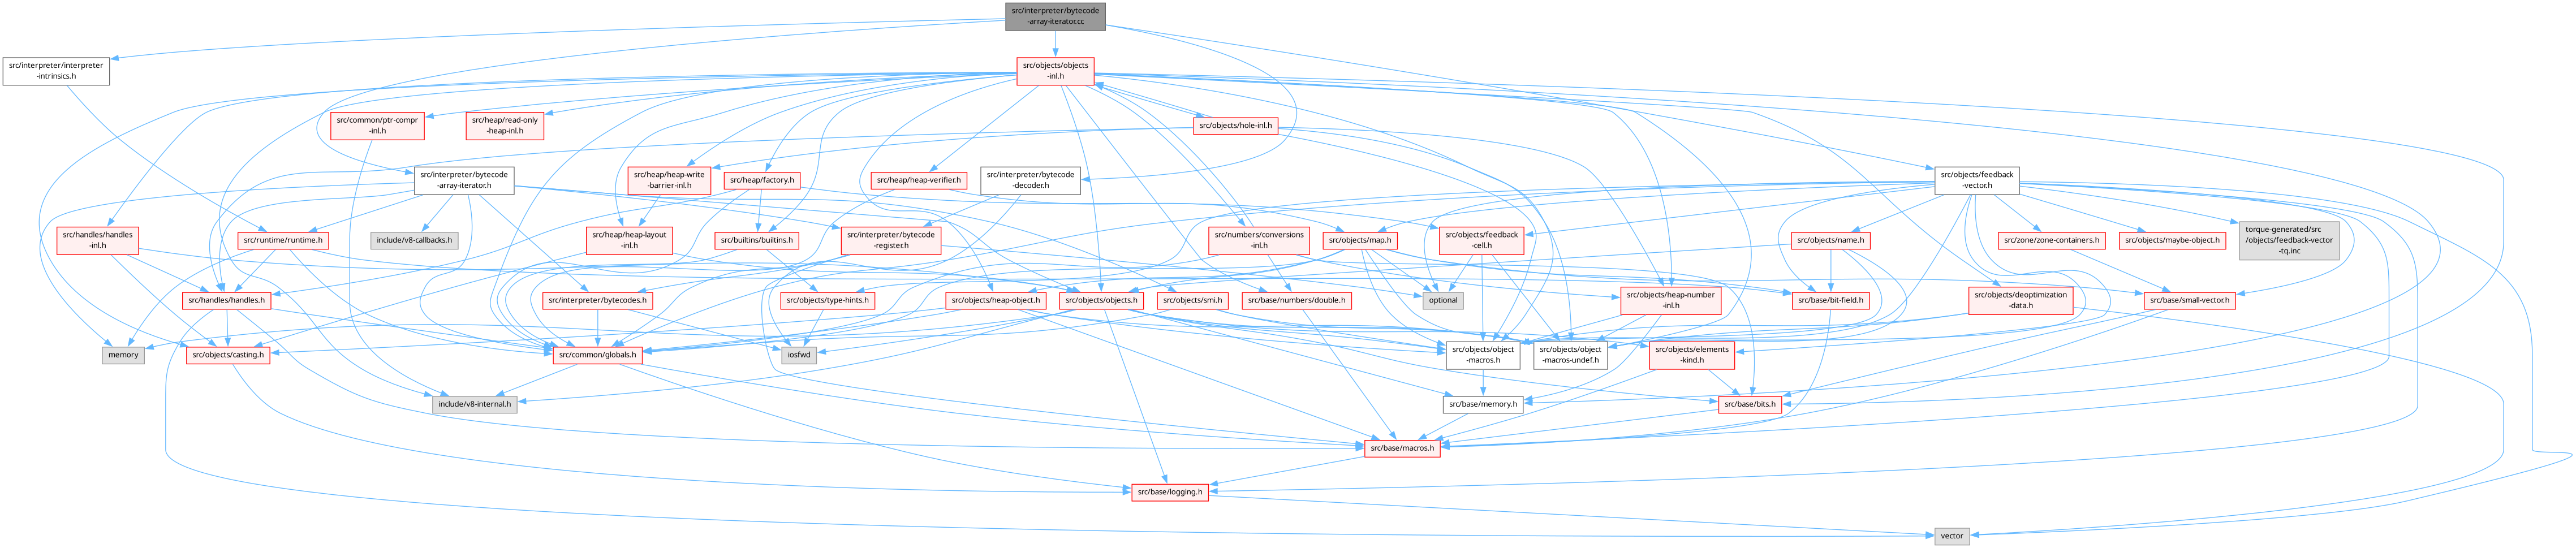 src/interpreter/bytecode
-array-iterator.cc
src/interpreter/interpreter
-intrinsics.h
src/objects/objects
-inl.h
src/common/ptr-compr
-inl.h
src/heap/read-only
-heap-inl.h
src/objects/hole-inl.h
src/interpreter/bytecode
-array-iterator.h
src/heap/heap-write
-barrier-inl.h
src/heap/factory.h
src/heap/heap-verifier.h
src/interpreter/bytecode
-decoder.h
src/objects/feedback
-vector.h
src/handles/handles
-inl.h
src/runtime/runtime.h
include/v8-callbacks.h
src/heap/heap-layout
-inl.h
src/builtins/builtins.h
src/interpreter/bytecode
-register.h
src/numbers/conversions
-inl.h
src/objects/map.h
src/objects/feedback
-cell.h
src/objects/name.h
src/zone/zone-containers.h
src/objects/maybe-object.h
torque-generated/src
/objects/feedback-vector
-tq.inc
src/handles/handles.h
src/interpreter/bytecodes.h
src/objects/type-hints.h
src/objects/heap-object.h
src/objects/objects.h
src/objects/smi.h
src/base/numbers/double.h
optional
src/objects/heap-number
-inl.h
src/base/bit-field.h
src/objects/deoptimization
-data.h
src/base/small-vector.h
memory
src/objects/casting.h
src/common/globals.h
iosfwd
src/objects/object
-macros.h
src/objects/object
-macros-undef.h
src/objects/elements
-kind.h
include/v8-internal.h
src/base/memory.h
src/base/bits.h
src/base/macros.h
src/base/logging.h
vector